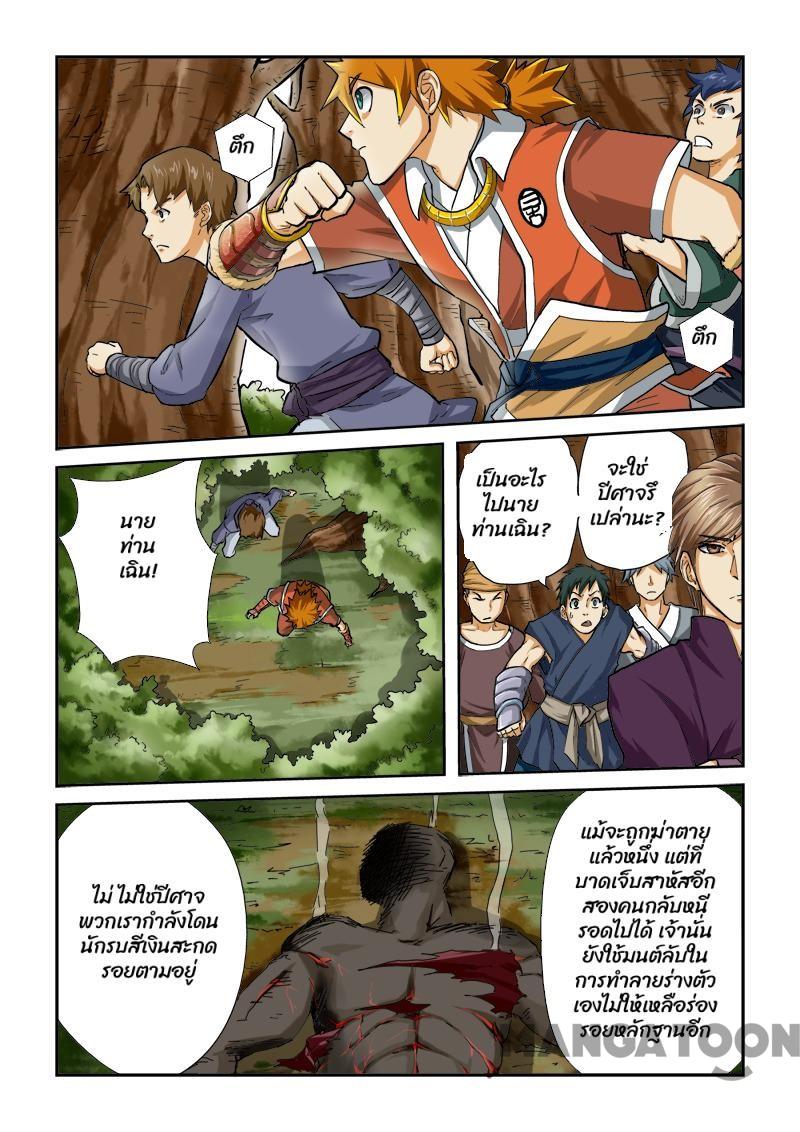 ตึก
ตึก
นาย
ท่าน
เฉิน!
จะใช่
ปีศาจรึ
เปล่านะ?
เป็นอะไร
ไปนาย
ท่านเฉิน?
แม้จะถูกฆ่าตาย
แล้วหนึ่ง แต่ที่
บาดเจ็บสาหัสอีก
สองคนกลับหนี
รอดไปได้ เจ้านั่น
ยังใช้มนต์ลับใน
การทำลายร่างตัว
เองไม่ให้เหลือร่อง
รอยหลักฐานอีก
ไม่ ไม่ใช่ปีศาจ
พวกเรากำลังโดน
นักรบสีเงินสะกด
รอยตามอยู่
MANGATOON